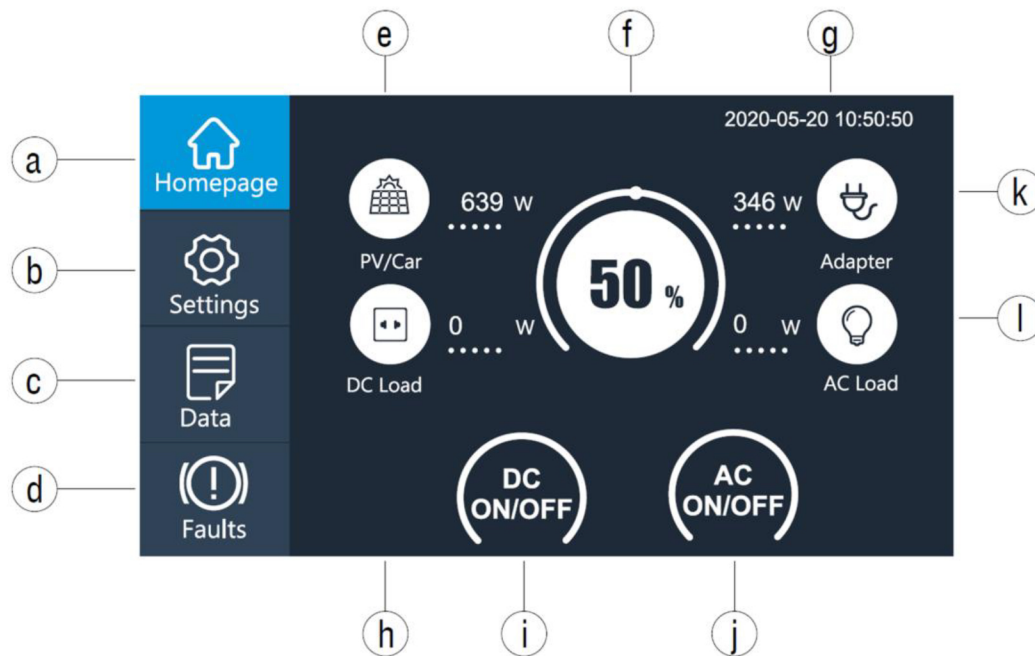 e
f
g
2020-05-20 10:50:50
a
Homepage
639 W
346 W
k
PV/Car
Adapter
b
Settings
50 %
0 W
0 W
l
DC Load
AC Load
c
Data
DC
ON/OFF
AC
ON/OFF
d
Faults
h
i
j